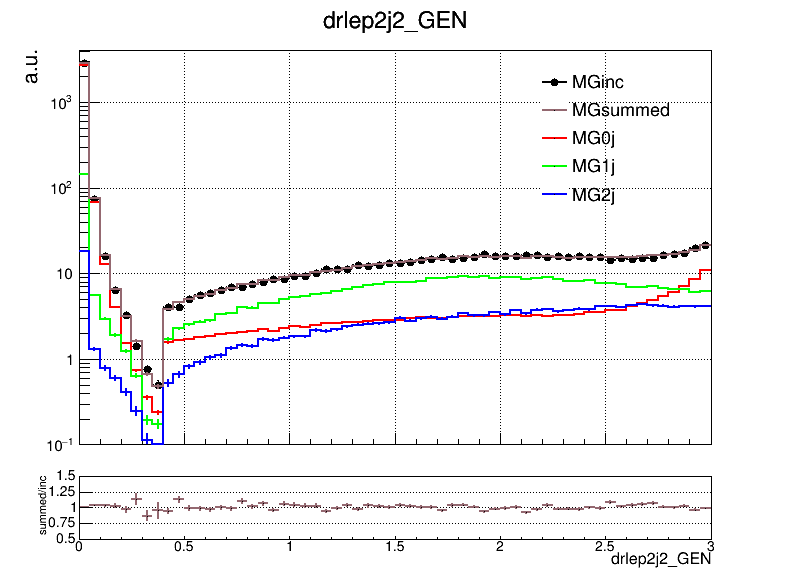 drlep2j2_GEN
a.u.
MGinc
MGsummed
MG0j
MG1j
MG2j
10³
10²
10
1
10⁻¹
summed/inc
1.5
1.25
1
0.75
0.5
0 0.5 1 1.5 2 2.5 3
drlep2j2_GEN